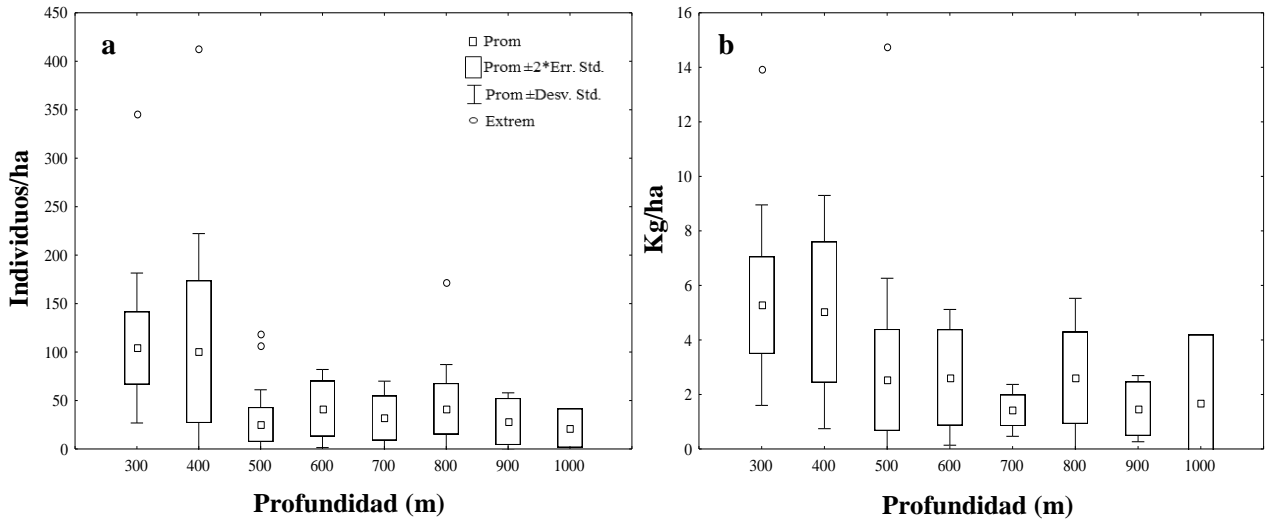 a
Prom
Prom ±2*Err. Std.
Prom ±Desv. Std.
Extrem
Individuos/ha
450
400
350
300
250
200
150
100
50
0
300 400 500 600 700 800 900 1000
Profundidad (m)
b
Kg/ha
16
14
12
10
8
6
4
2
0
300 400 500 600 700 800 900 1000
Profundidad (m)